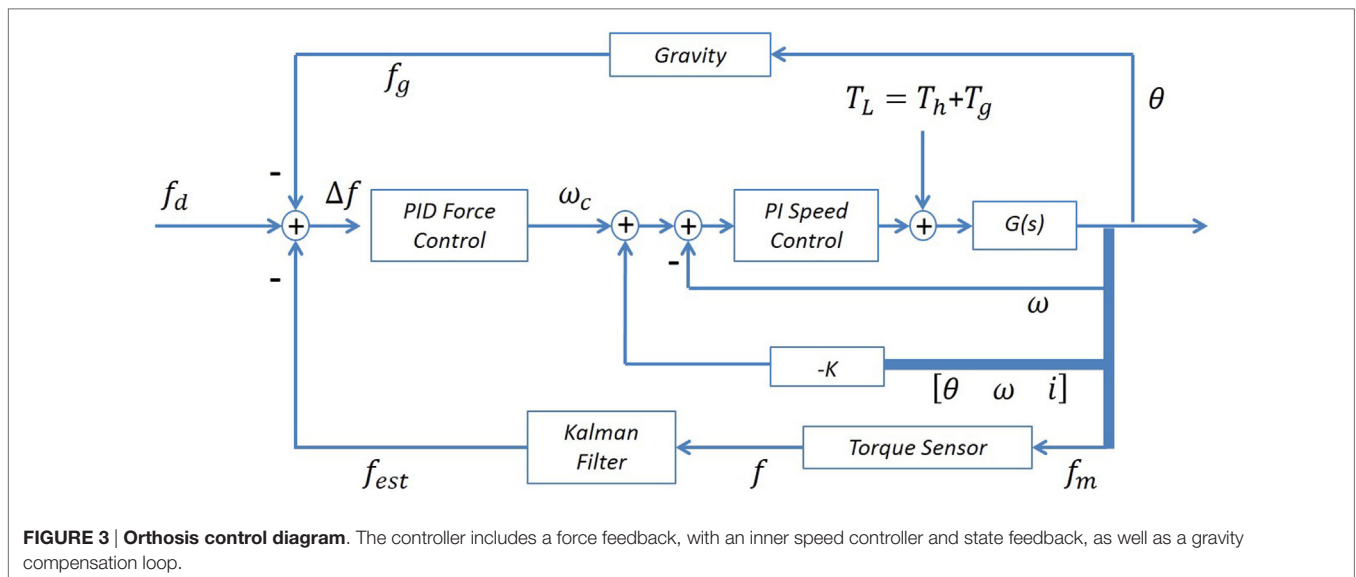 Gravity
f_g
T_L = T_h+T_g
θ
-
f_d
Δf
PID Force
Control
ω_c
PI Speed
Control
G(s)
+
+
+
+
-
-
ω
-K
[θ ω i]
Kalman
Filter
Torque Sensor
f_est
f
f_m
FIGURE 3 | Orthosis control diagram. The controller includes a force feedback, with an inner speed controller and state feedback, as well as a gravity
compensation loop.